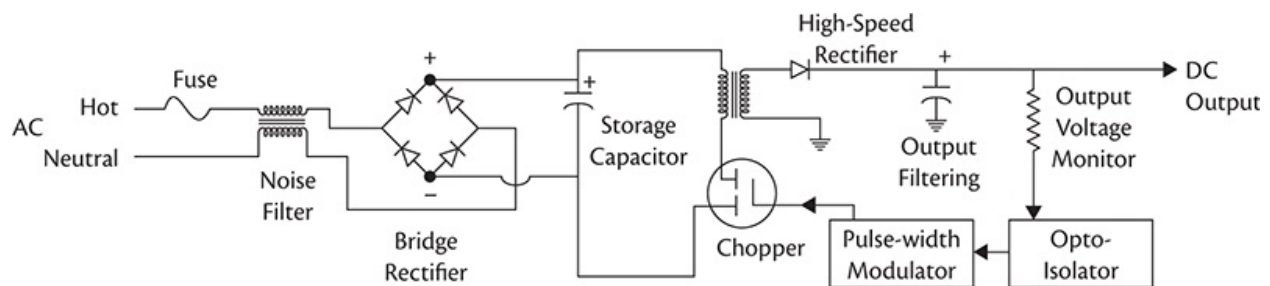 AC
Hot
Neutral
Fuse
Noise
Filter
+
−
Bridge
Rectifier
+
Storage
Capacitor
Chopper
High-Speed
Rectifier
+
Output
Filtering
DC
Output
Output
Voltage
Monitor
Pulse-width
Modulator
Opto-
Isolator